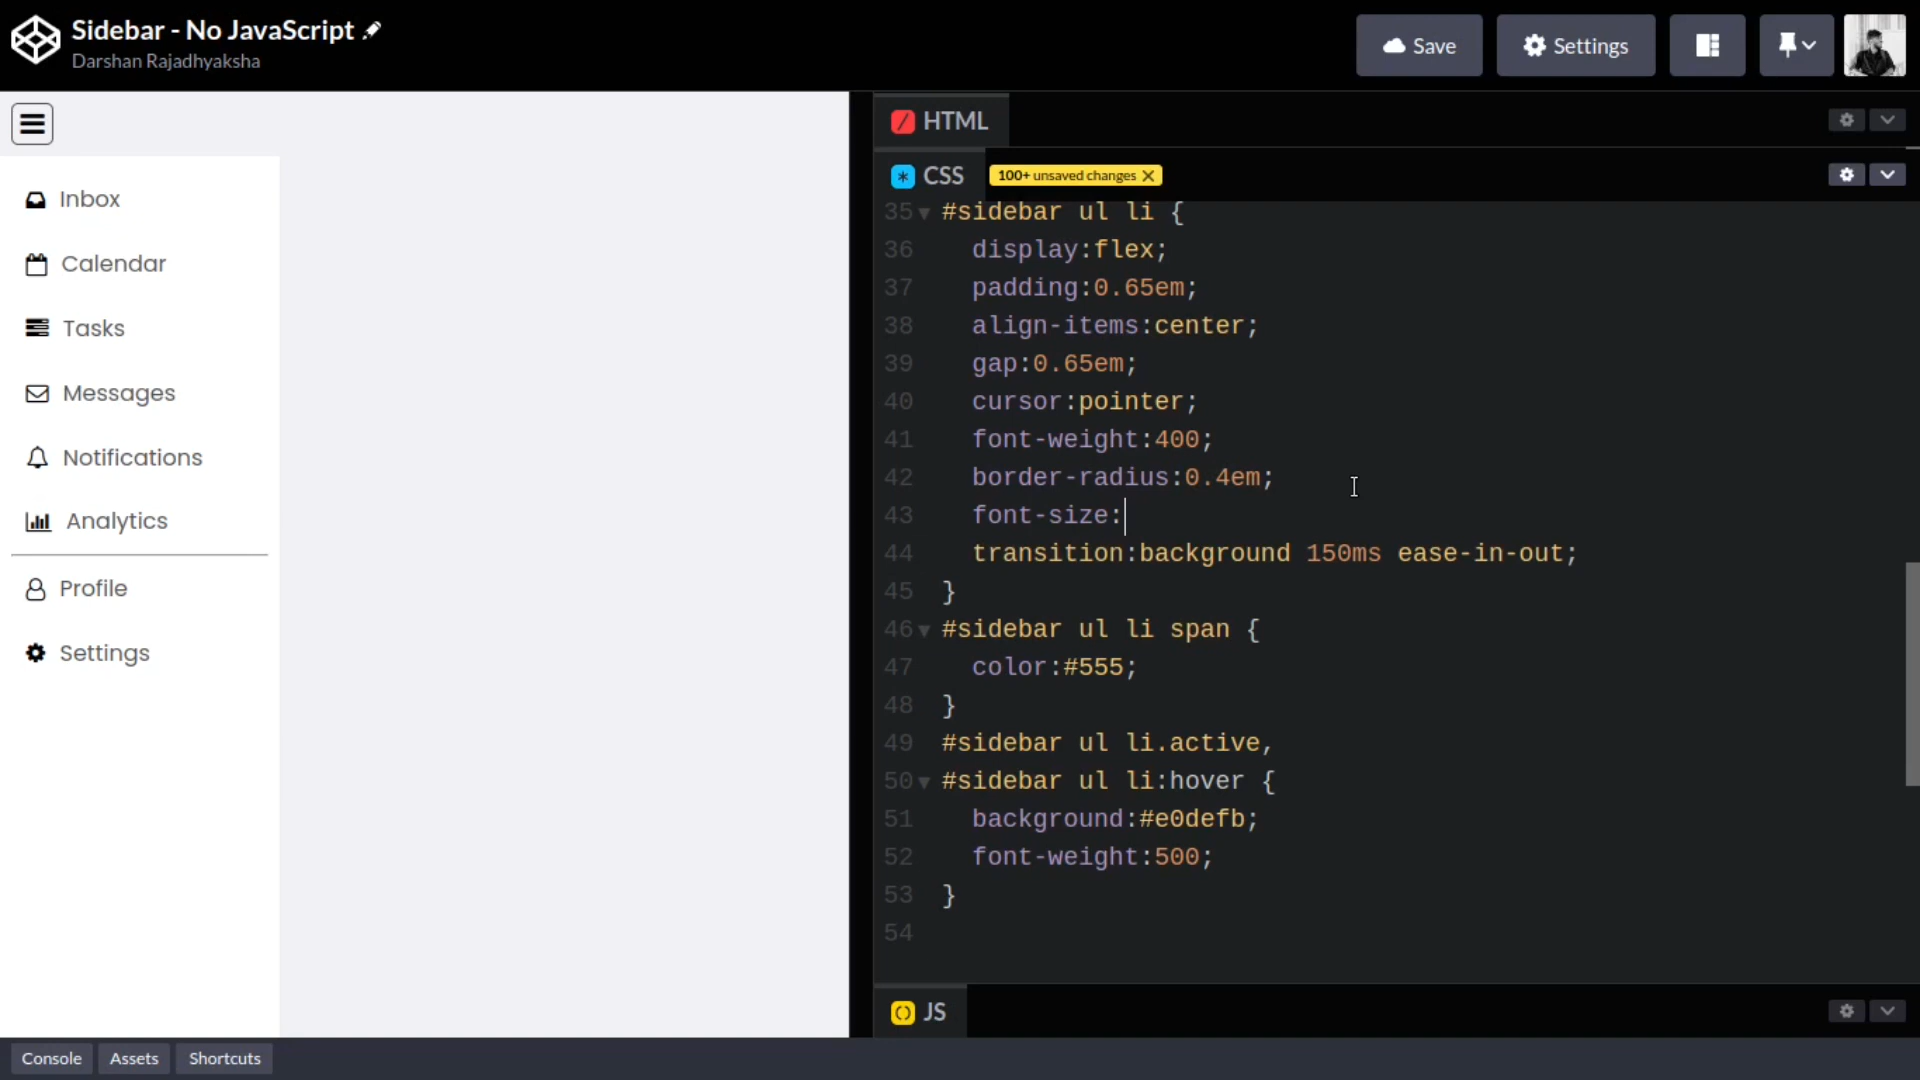 Sidebar - No JavaScript
Darshan Rajadhyaksha
Save
Settings
Inbox
Calendar
Tasks
Messages
Notifications
Analytics
Profile
Settings
HTML
CSS
100+ unsaved changes
35 #sidebar ul li {
36 display:flex;
37 padding:0.65em;
38 align-items:center;
39 gap:0.65em;
40 cursor:pointer;
41 font-weight:400;
42 border-radius:0.4em;
43 font-size:
44 transition:background 150ms ease-in-out;
45 }
46 #sidebar ul li span {
47 color:#555;
48 }
49 #sidebar ul li.active,
50 #sidebar ul li:hover {
51 background:#e0defb;
52 font-weight:500;
53 }
54
JS
Console
Assets
Shortcuts